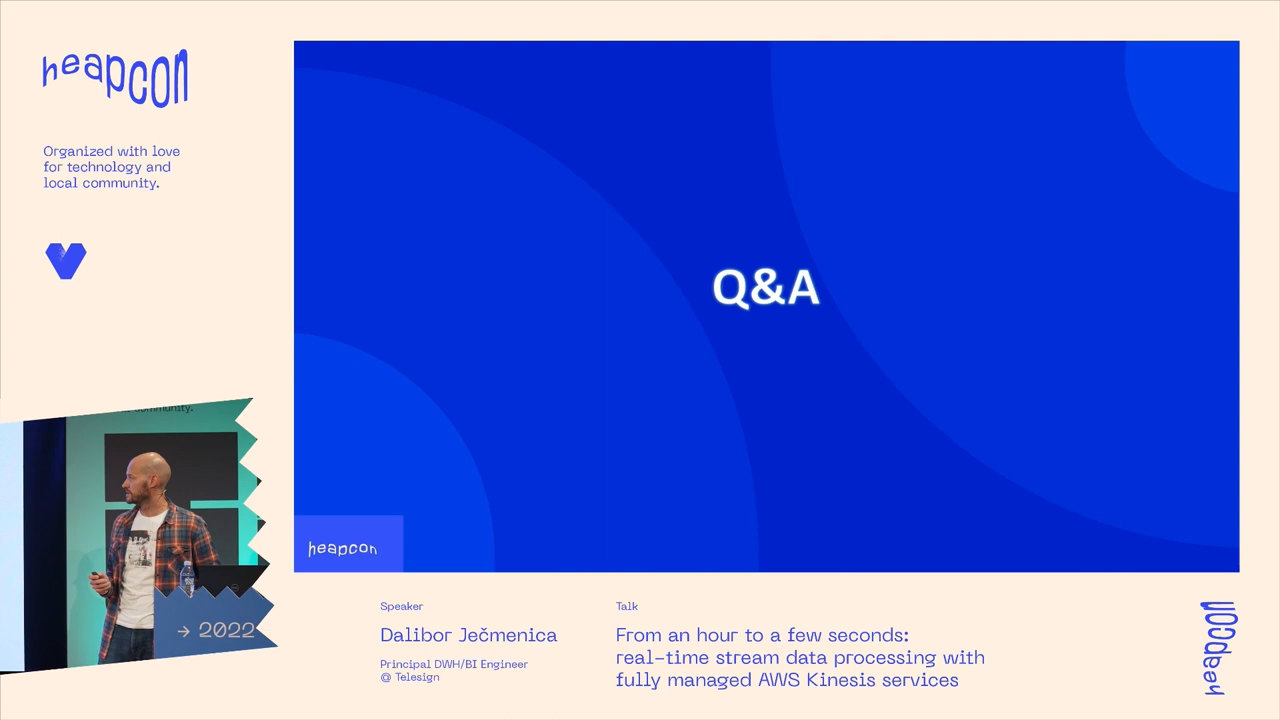 heapcon
Organized with love
for technology and
local community.
Q&A
heapcon
community.
→ 2022
Speaker
Dalibor Ječmenica
Principal DWH/BI Engineer
@ Telesign
Talk
From an hour to a few seconds:
real-time stream data processing with
fully managed AWS Kinesis services
heapcon